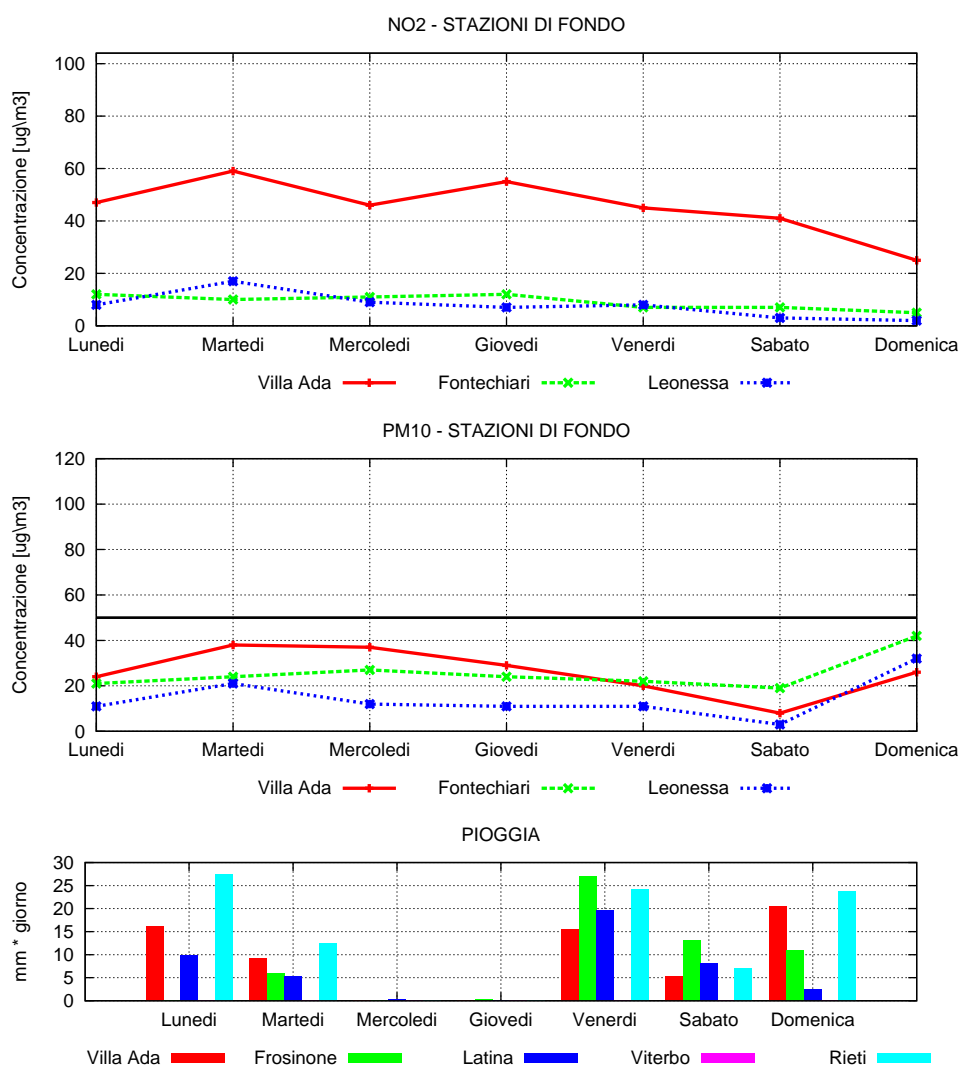 NO2 - STAZIONI DI FONDO
Concentrazione [ug\m3]
100
80
60
40
20
0
Lunedi Martedi Mercoledi Giovedi Venerdi Sabato Domenica
Villa Ada Fontechiari Leonessa
PM10 - STAZIONI DI FONDO
Concentrazione [ug\m3]
120
100
80
60
40
20
0
Lunedi Martedi Mercoledi Giovedi Venerdi Sabato Domenica
Villa Ada Fontechiari Leonessa
PIOGGIA
mm * giorno
30
25
20
15
10
5
0
Lunedi Martedi Mercoledi Giovedi Venerdi Sabato Domenica
Villa Ada Frosinone Latina Viterbo Rieti